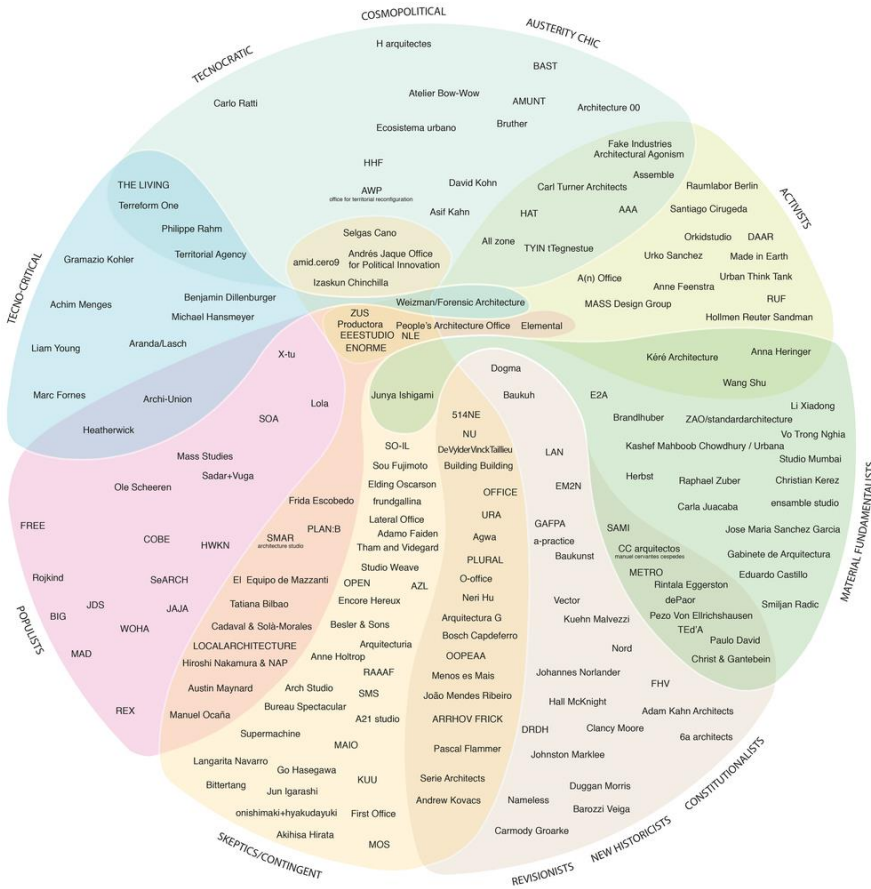 COSMOPOLITICAL
AUSTERITY CHIC
TECNOCRATIC
H arquitectes
BAST
Carlo Ratti
Atelier Bow-Wow
AMUNT
Architecture 00
Ecosistema urbano
Bruther
HHF
Fake Industries
Architectural Agonism
AWP
office for territorial reconfiguration
David Kohn
Carl Turner Architects
Assemble
Asif Kahn
HAT
AAA
All zone
TYIN tTegnestue
Selgas Cano
amid.cero9
Andrés Jaque Office
for Political Innovation
Izaskun Chinchilla
Weizman/Forensic Architecture
ACTIVISTS
Raumlabor Berlin
Santiago Cirugeda
Orkidstudio
DAAR
Urko Sanchez
Made in Earth
A(n) Office
Anne Feenstra
Urban Think Tank
MASS Design Group
RUF
Hollmen Reuter Sandman
TECNO-CRITICAL
THE LIVING
Terreform One
Philippe Rahm
Territorial Agency
Gramazio Kohler
Achim Menges
Benjamin Dillenburger
Michael Hansmeyer
Liam Young
Aranda/Lasch
Marc Fornes
Archi-Union
Heatherwick
ZUS
Productora
People's Architecture Office
Elemental
EEESTUDIO
NLE
ENORME
X-tu
Lola
SOA
Mass Studies
Sadar+Vuga
Ole Scheeren
FREE
COBE
HWKN
Rojkind
SeARCH
JDS
JAJA
BIG
WOHA
MAD
REX
POPULISTS
Frida Escobedo
PLAN:B
SMAR
architecture studio
El Equipo de Mazzanti
Tatiana Bilbao
Cadaval & Solà-Morales
LOCALARCHITECTURE
Hiroshi Nakamura & NAP
Austin Maynard
Manuel Ocaña
Junya Ishigami
SO-IL
Sou Fujimoto
Elding Oscarson
frundgallina
Lateral Office
Adamo Faiden
Tham and Videgard
Studio Weave
OPEN
AZL
Encore Hereux
Besler & Sons
Arquitecturia
Anne Holtrop
RAAAF
Arch Studio
SMS
Bureau Spectacular
A21 studio
Supermachine
MAIO
Langarita Navarro
Go Hasegawa
KUU
Bittertang
Jun Igarashi
onishimaki+hyakudayuki
First Office
Akihisa Hirata
MOS
SKEPTICS/CONTINGENT
514NE
NU
DeVylderVinckTaillieu
Building Building
OFFICE
URA
Agwa
PLURAL
O-office
Neri Hu
Arquitectura G
Bosch Capdeferro
OOPEAA
Menos es Mais
João Mendes Ribeiro
ARRHOV FRICK
Pascal Flammer
Serie Architects
Andrew Kovacs
Dogma
Baukuh
LAN
EM2N
GAFPA
a-practice
Baukunst
Vector
Kuehn Malvezzi
Nord
Johannes Norlander
FHV
Hall McKnight
Adam Kahn Architects
DRDH
Clancy Moore
6a architects
Johnston Marklee
Duggan Morris
Nameless
Barozzi Veiga
Carmody Groarke
REVISIONISTS
NEW HISTORICISTS
CONSTITUTIONALISTS
Kéré Architecture
Anna Heringer
Wang Shu
E2A
Li Xiadong
Brandlhuber
ZAO/standardarchitecture
Vo Trong Nghia
Kashef Mahboob Chowdhury / Urbana
Studio Mumbai
Herbst
Raphael Zuber
Christian Kerez
Carla Juacaba
ensamble studio
SAMI
Jose Maria Sanchez Garcia
CC arquitectos
manuel cervantes cespedes
Gabinete de Arquitectura
METRO
Eduardo Castillo
Rintala Eggerston
dePaor
Smiljan Radic
Pezo Von Ellrichshausen
TEd'A
Paulo David
Christ & Gantebein
MATERIAL FUNDAMENTALISTS